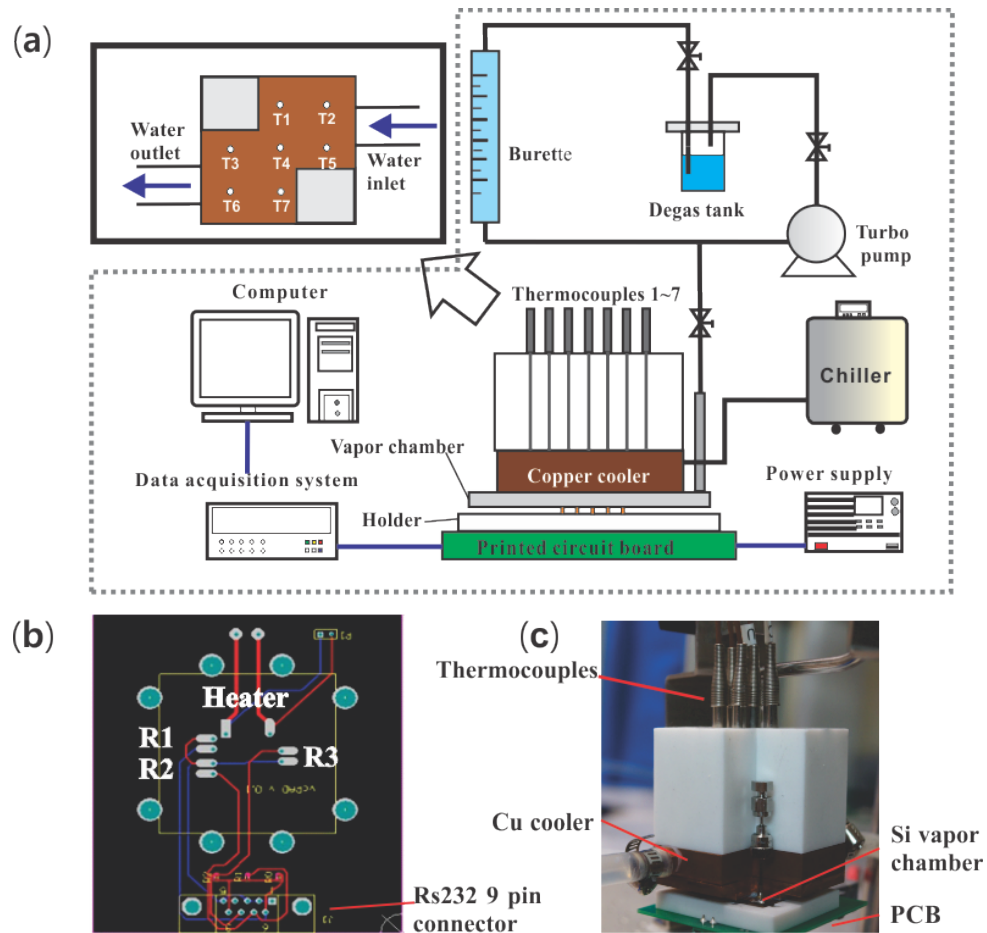 (a)
T1
T2
T3
T4
T5
T6
T7
Water
outlet
Water
inlet
Burette
Degas tank
Turbo
pump
Computer
Thermocouples 1~7
Chiller
Vapor chamber
Copper cooler
Data acquisition system
Power supply
Holder
Printed circuit board
(b)
Heater
R1
R2
R3
P1
Rs232 9 pin
connector
(c)
Thermocouples
Cu cooler
Si vapor
chamber
PCB